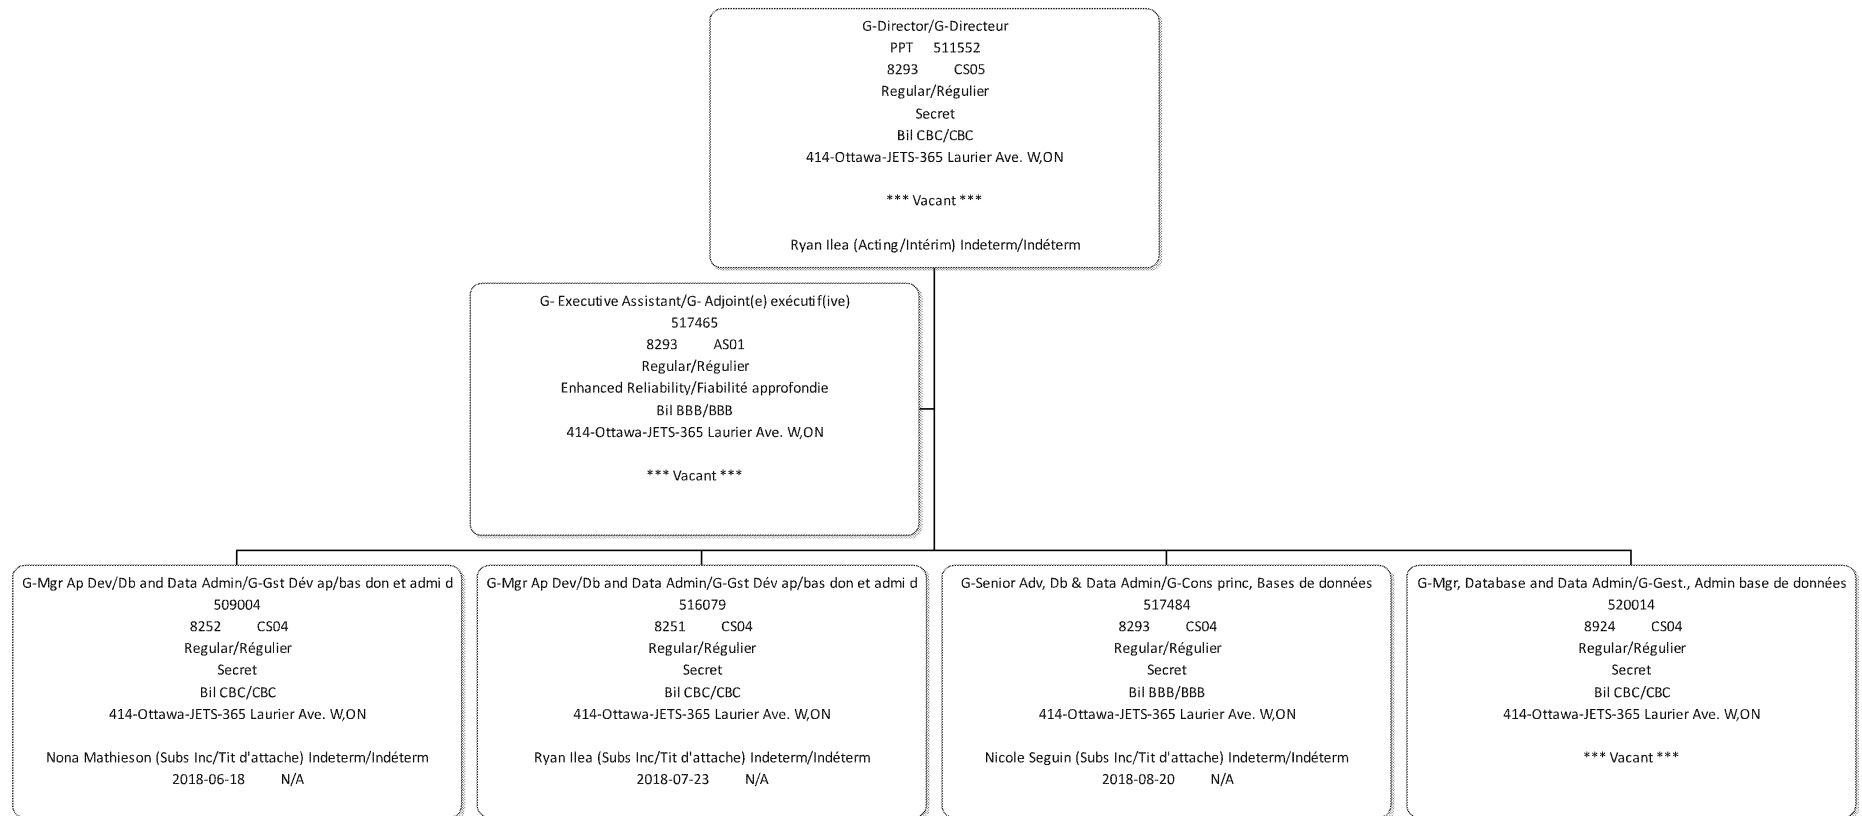 G-Director/G-Directeur
PPT 511552
8293 CS05
Regular/Régulier
Secret
Bil CBC/CBC
414-Ottawa-JETS-365 Laurier Ave. W,ON
*** Vacant ***
Ryan Ilea (Acting/Intérim) Indeterm/Indéterm
G- Executive Assistant/G- Adjoint(e) exécutif(ive)
517465
8293 AS01
Regular/Régulier
Enhanced Reliability/Fiabilité approfondie
Bil BBB/BBB
414-Ottawa-JETS-365 Laurier Ave. W,ON
*** Vacant ***
G-Mgr Ap Dev/Db and Data Admin/G-Gst Dév ap/bas don et admi d
509004
8252 CS04
Regular/Régulier
Secret
Bil CBC/CBC
414-Ottawa-JETS-365 Laurier Ave. W,ON
Nona Mathieson (Subs Inc/Tit d'attache) Indeterm/Indéterm
2018-06-18 N/A
G-Mgr Ap Dev/Db and Data Admin/G-Gst Dév ap/bas don et admi d
516079
8251 CS04
Regular/Régulier
Secret
Bil CBC/CBC
414-Ottawa-JETS-365 Laurier Ave. W,ON
Ryan Ilea (Subs Inc/Tit d'attache) Indeterm/Indéterm
2018-07-23 N/A
G-Senior Adv, Db & Data Admin/G-Cons princ, Bases de données
517484
8293 CS04
Regular/Régulier
Secret
Bil BBB/BBB
414-Ottawa-JETS-365 Laurier Ave. W,ON
Nicole Seguin (Subs Inc/Tit d'attache) Indeterm/Indéterm
2018-08-20 N/A
G-Mgr, Database and Data Admin/G-Gest., Admin base de données
520014
8924 CS04
Regular/Régulier
Secret
Bil CBC/CBC
414-Ottawa-JETS-365 Laurier Ave. W,ON
*** Vacant ***